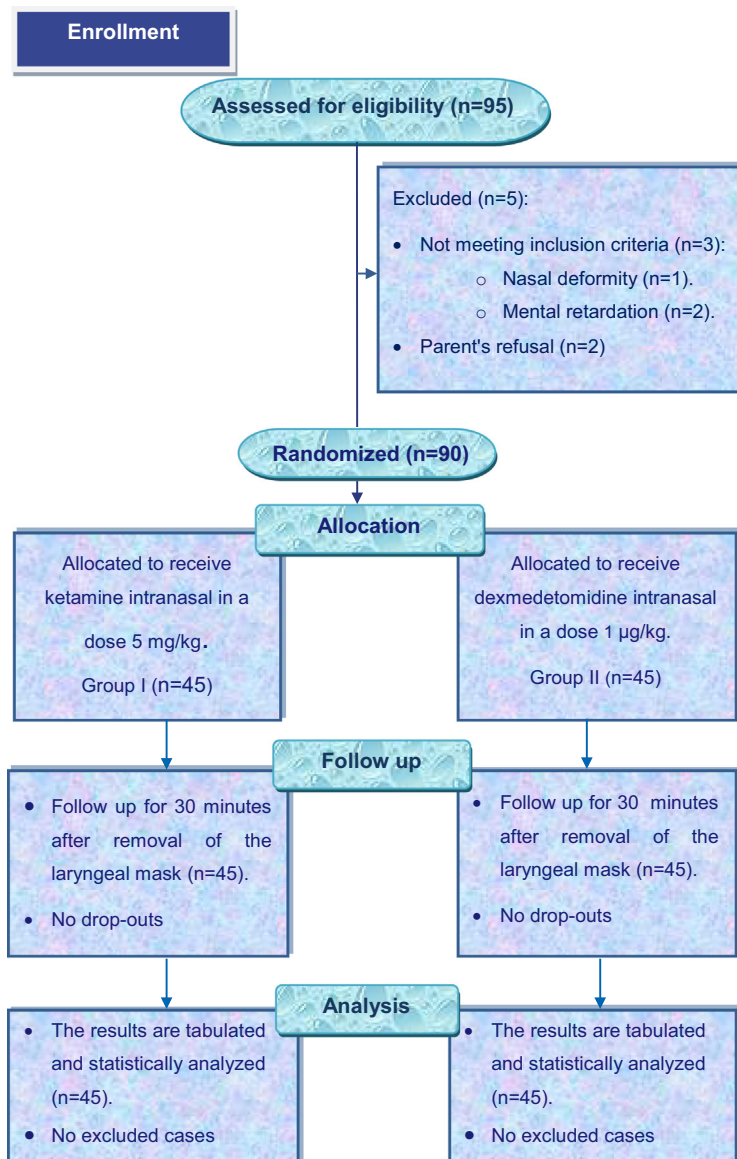 Enrollment
Assessed for eligibility (n=95)
Excluded (n=5):
• Not meeting inclusion criteria (n=3):
o Nasal deformity (n=1).
o Mental retardation (n=2).
• Parent's refusal (n=2)
Randomized (n=90)
Allocation
Allocated to receive
ketamine intranasal in a
dose 5 mg/kg.
Group I (n=45)
Allocated to receive
dexmedetomidine intranasal
in a dose 1 µg/kg.
Group II (n=45)
Follow up
• Follow up for 30 minutes
after removal of the
laryngeal mask (n=45).
• No drop-outs
• Follow up for 30 minutes
after removal of the
laryngeal mask (n=45).
• No drop-outs
Analysis
• The results are tabulated
and statistically analyzed
(n=45).
• No excluded cases
• The results are tabulated
and statistically analyzed
(n=45).
• No excluded cases